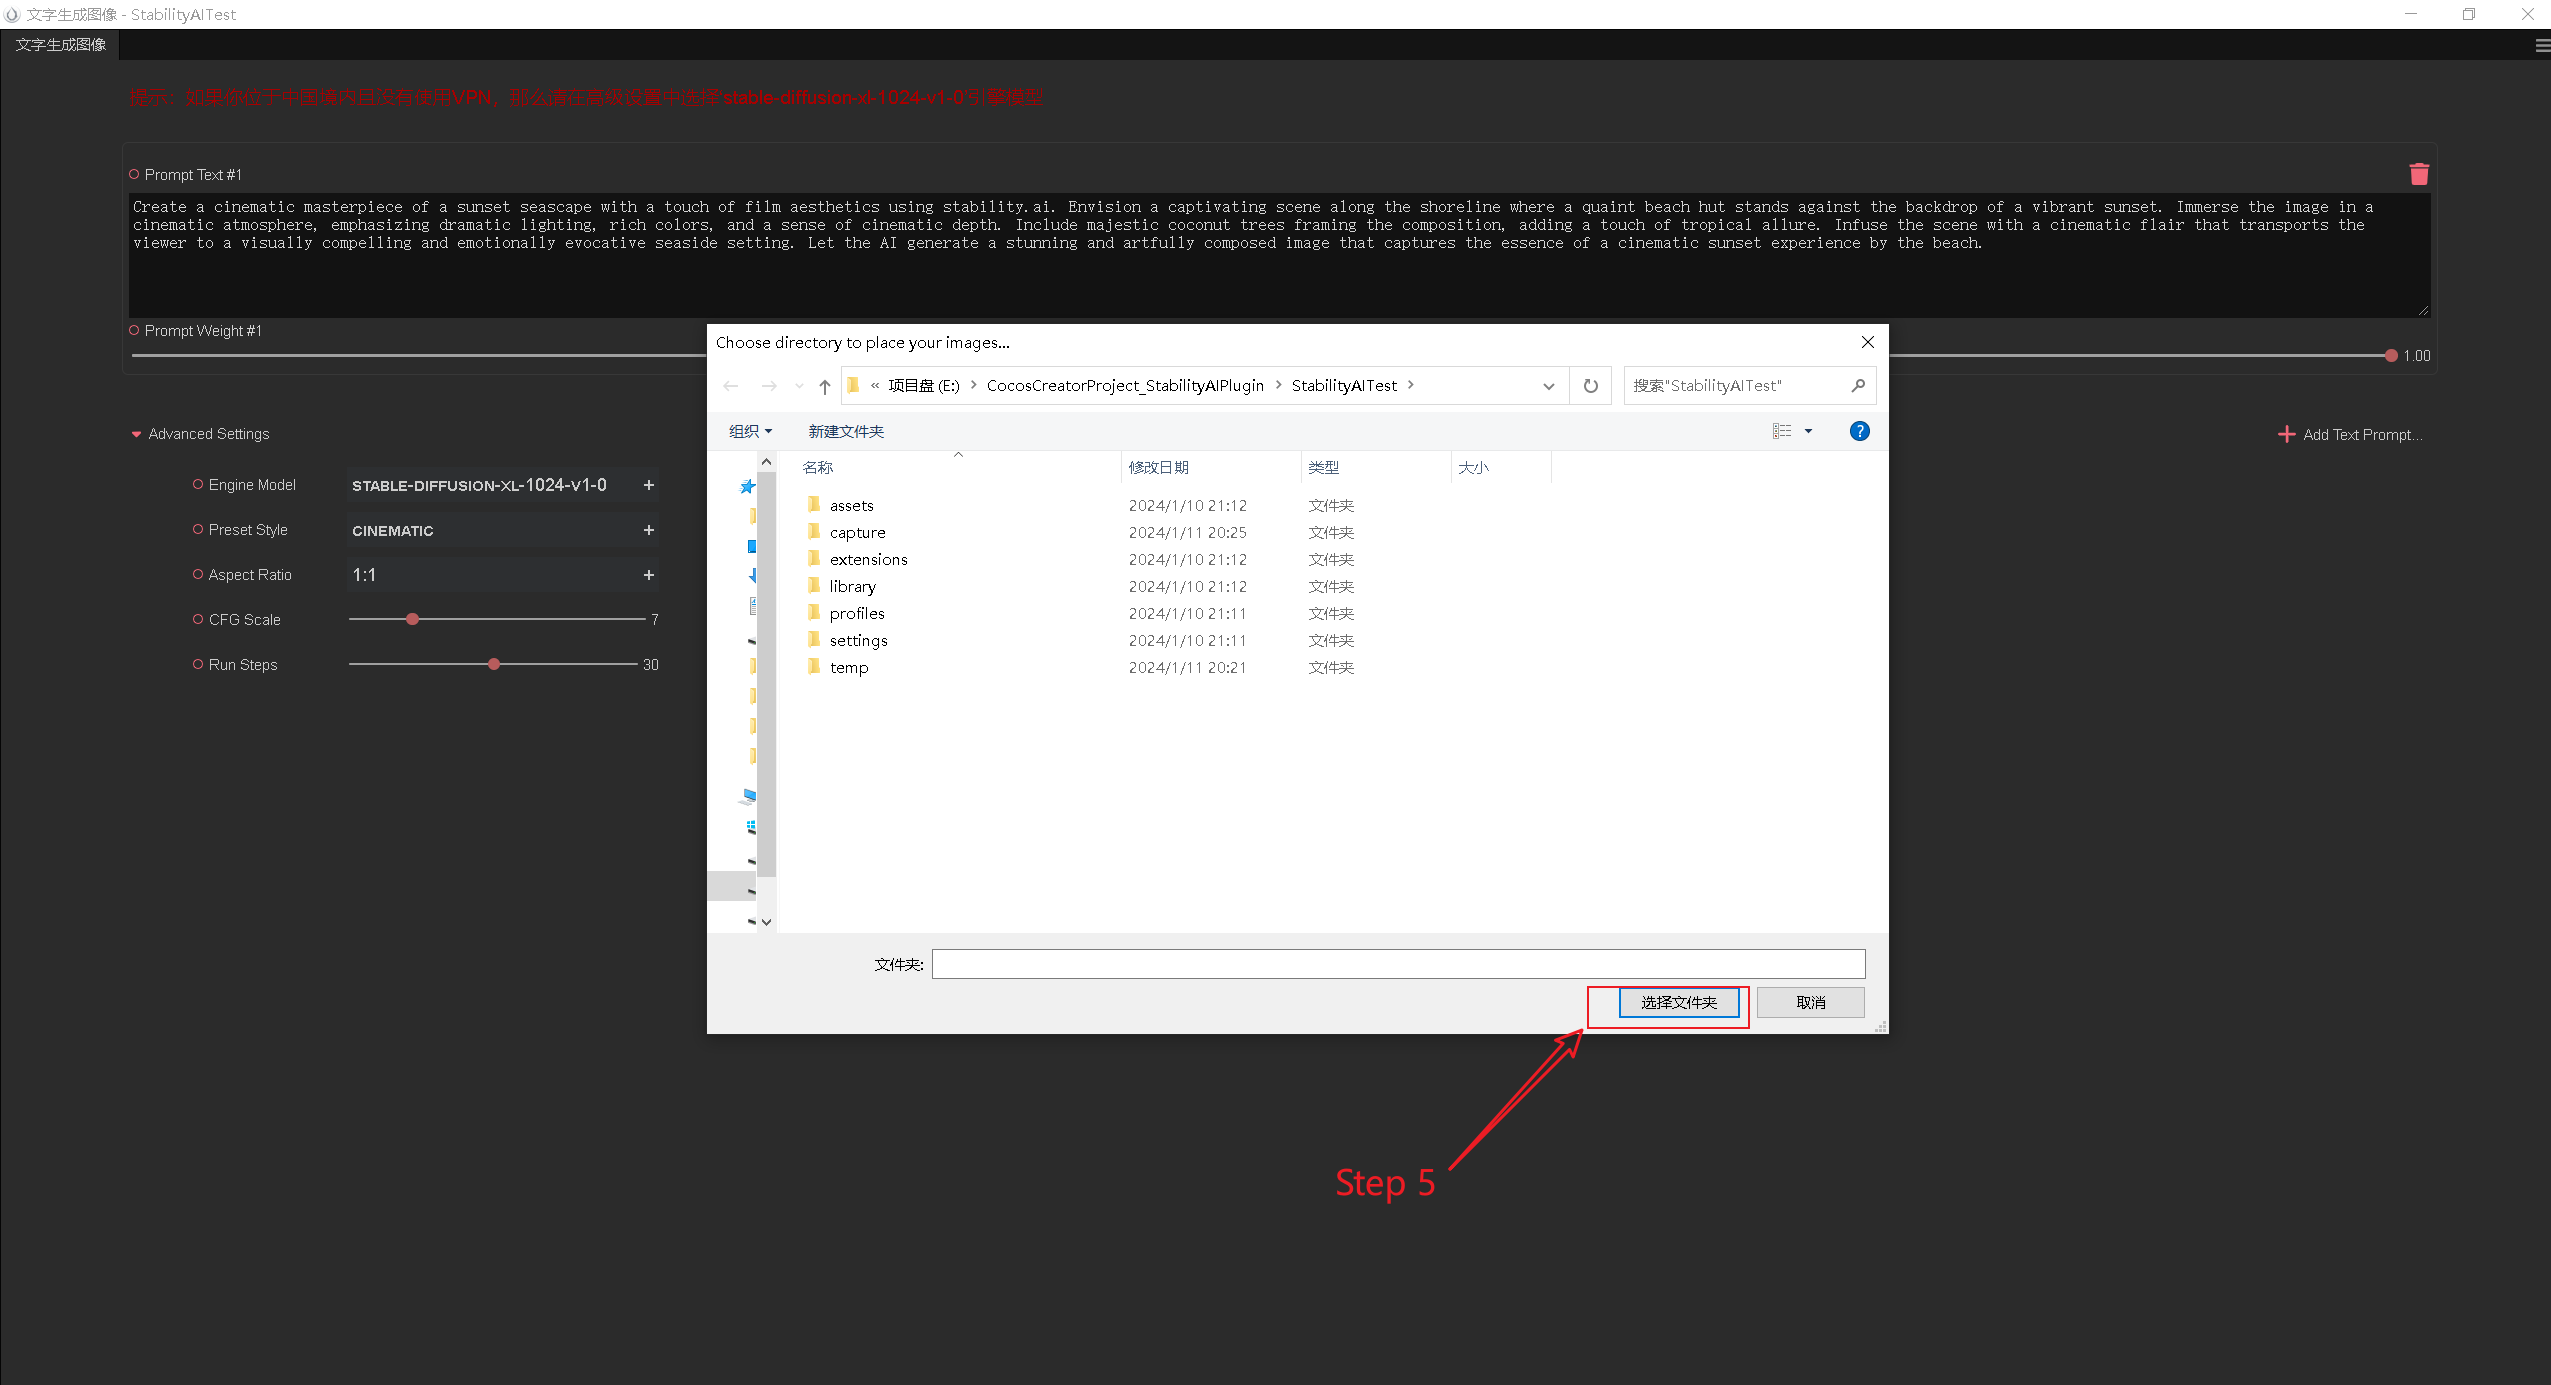 文字生成图像 - StabilityAITest
文字生成图像
提示：如果你位于中国境内且没有使用VPN，那么请在高级设置中选择'stable-diffusion-xl-1024-v1-0'引擎模型
Prompt Text #1
Create a cinematic masterpiece of a sunset seascape with a touch of film aesthetics using stability.ai. Envision a captivating scene along the shoreline where a quaint beach hut stands against the backdrop of a vibrant sunset. Immerse the image in a
cinematic atmosphere, emphasizing dramatic lighting, rich colors, and a sense of cinematic depth. Include majestic coconut trees framing the composition, adding a touch of tropical allure. Infuse the scene with a cinematic flair that transports the
viewer to a visually compelling and emotionally evocative seaside setting. Let the AI generate a stunning and artfully composed image that captures the essence of a cinematic sunset experience by the beach.
Prompt Weight #1
1.00
Advanced Settings
Add Text Prompt...
Engine Model STABLE-DIFFUSION-XL-1024-V1-0
Preset Style CINEMATIC
Aspect Ratio 1:1
CFG Scale 7
Run Steps 30
Choose directory to place your images...
« 项目盘 (E:) > CocosCreatorProject_StabilityAIPlugin > StabilityAITest >
搜索"StabilityAITest"
组织 新建文件夹
名称 修改日期 类型 大小
assets 2024/1/10 21:12 文件夹
capture 2024/1/11 20:25 文件夹
extensions 2024/1/10 21:12 文件夹
library 2024/1/10 21:12 文件夹
profiles 2024/1/10 21:11 文件夹
settings 2024/1/10 21:11 文件夹
temp 2024/1/11 20:21 文件夹
文件夹:
选择文件夹 取消
Step 5